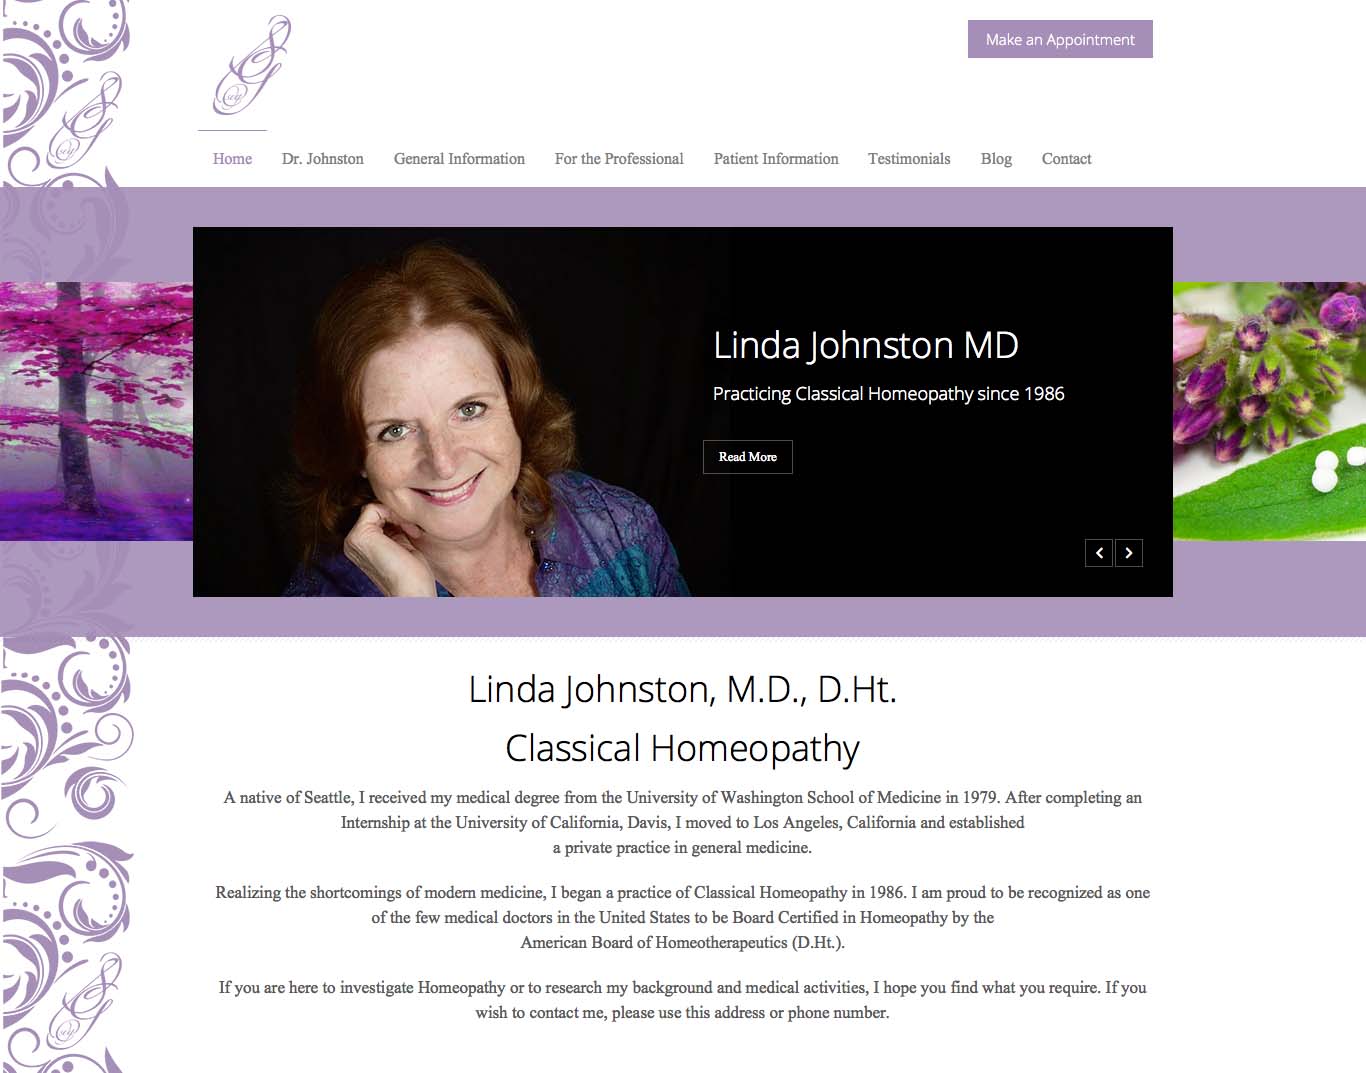 Make an Appointment
Home Dr. Johnston General Information For the Professional Patient Information Testimonials Blog Contact
Linda Johnston MD
Practicing Classical Homeopathy since 1986
Read More
Linda Johnston, M.D., D.Ht.
Classical Homeopathy
A native of Seattle, I received my medical degree from the University of Washington School of Medicine in 1979. After completing an
Internship at the University of California, Davis, I moved to Los Angeles, California and established
a private practice in general medicine.
Realizing the shortcomings of modern medicine, I began a practice of Classical Homeopathy in 1986. I am proud to be recognized as one
of the few medical doctors in the United States to be Board Certified in Homeopathy by the
American Board of Homeotherapeutics (D.Ht.).
If you are here to investigate Homeopathy or to research my background and medical activities, I hope you find what you require. If you
wish to contact me, please use this address or phone number.